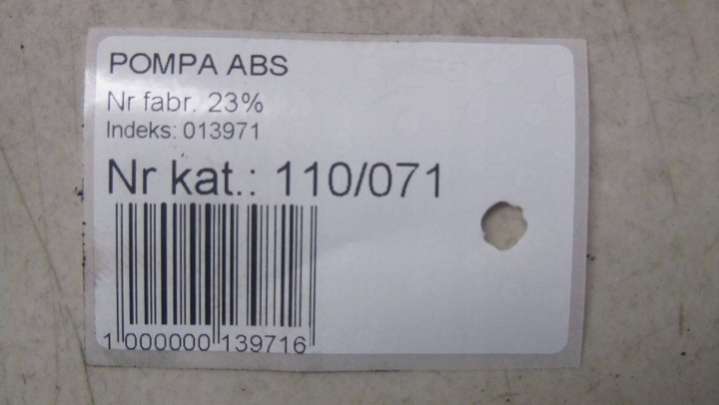 POMPA ABS
Nr fabr. 23%
Indeks: 013971
Nr kat.: 110/071
1 000000 139716